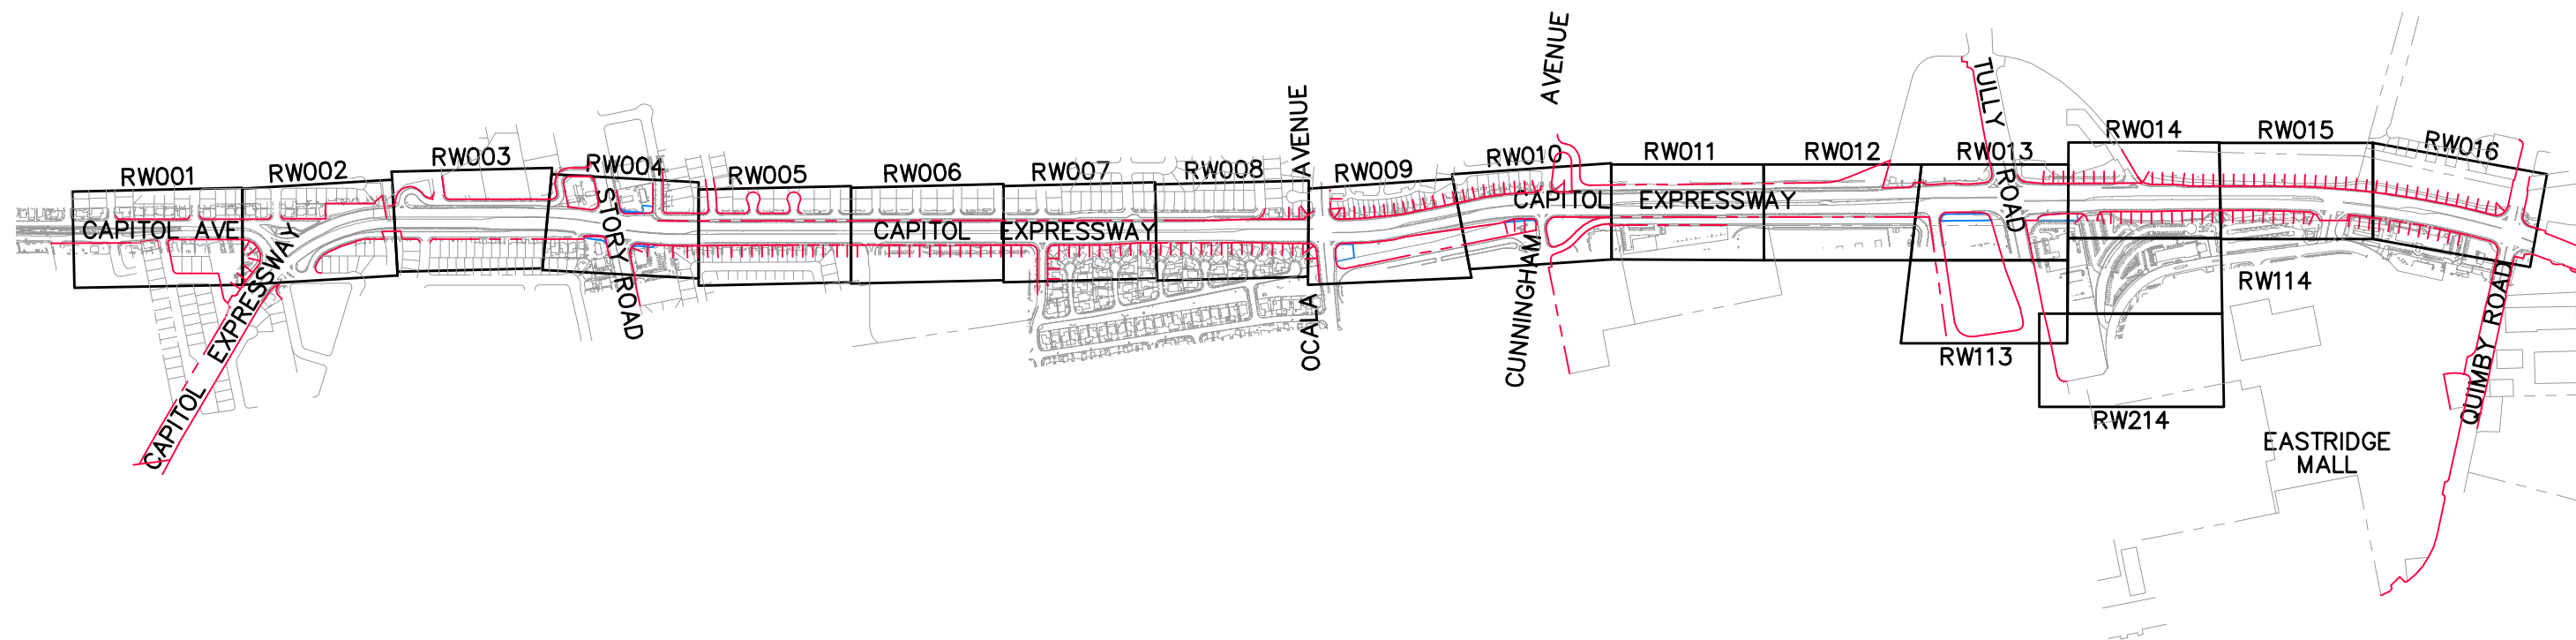 RW001
RW002
RW003
RW004
RW005
RW006
RW007
RW008
RW009
RW010
RW011
RW012
RW013
RW014
RW015
RW016
CAPITOL AVE
CAPITOL EXPRESSWAY
STORY ROAD
CAPITOL EXPRESSWAY
OCALA AVENUE
CUNNINGHAM AVENUE
CAPITOL EXPRESSWAY
TULLY ROAD
QUIMBY ROAD
CAPITOL EXPRESSWAY
RW113
RW114
RW214
EASTRIDGE
MALL